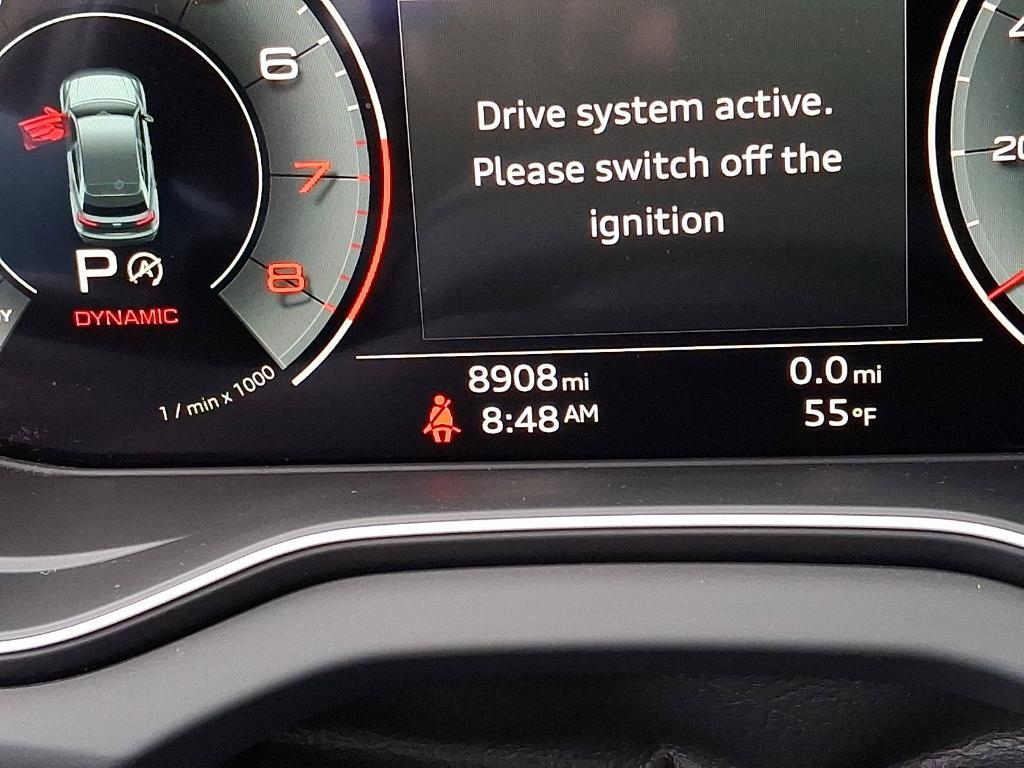 6
7
8
P A
DYNAMIC
1 / min x 1000
Drive system active.
Please switch off the
ignition
8908 mi
0.0 mi
8:48 AM
55°F
20